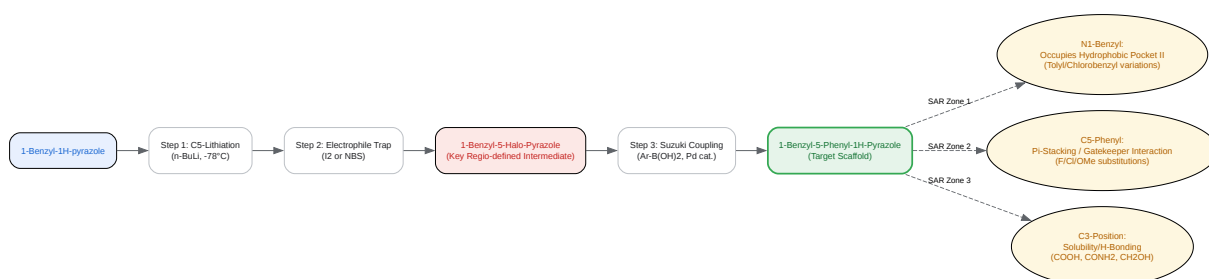 1-Benzyl-1H-pyrazole
Step 1: C5-Lithiation
(n-BuLi, -78°C)
Step 2: Electrophile Trap
(I2 or NBS)
1-Benzyl-5-Halo-Pyrazole
(Key Regio-defined Intermediate)
Step 3: Suzuki Coupling
(Ar-B(OH)2, Pd cat.)
1-Benzyl-5-Phenyl-1H-Pyrazole
(Target Scaffold)
SAR Zone 1
N1-Benzyl:
Occupies Hydrophobic Pocket II
(Tolyl/Chlorobenzyl variations)
SAR Zone 2
C5-Phenyl:
Pi-Stacking / Gatekeeper Interaction
(F/Cl/OMe substitutions)
SAR Zone 3
C3-Position:
Solubility/H-Bonding
(COOH, CONH2, CH2OH)